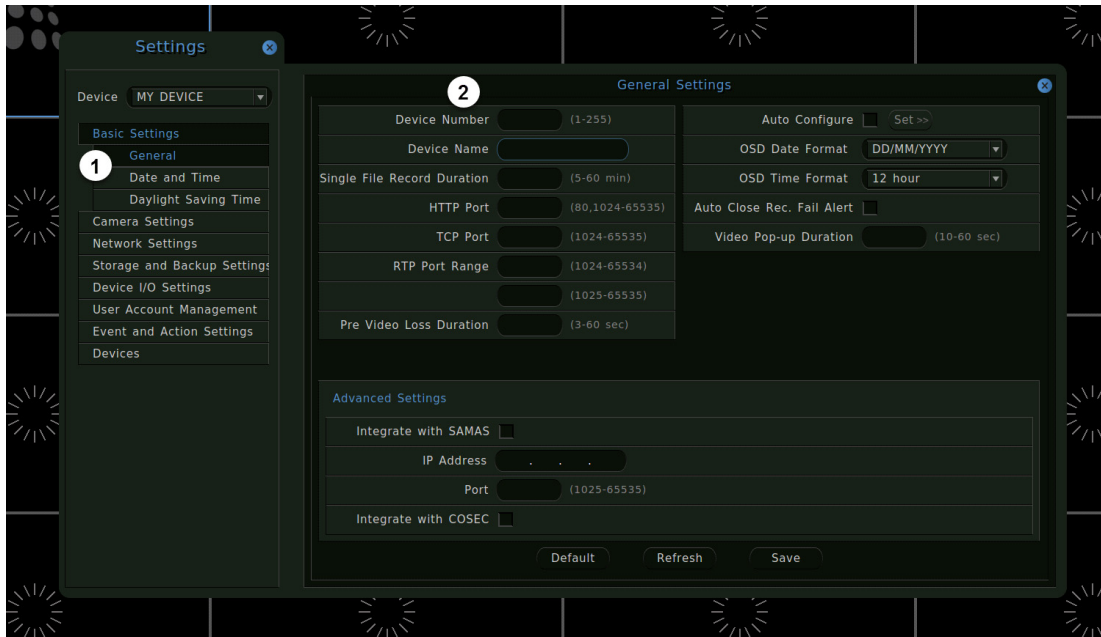 Settings
Device MY DEVICE
Basic Settings
General
1
Date and Time
Daylight Saving Time
Camera Settings
Network Settings
Storage and Backup Settings
Device I/O Settings
User Account Management
Event and Action Settings
Devices
General Settings
2
Device Number (1-255)
Device Name
Single File Record Duration (5-60 min)
HTTP Port (80,1024-65535)
TCP Port (1024-65535)
RTP Port Range (1024-65534)
(1025-65535)
Pre Video Loss Duration (3-60 sec)
Auto Configure Set >>
OSD Date Format DD/MM/YYYY
OSD Time Format 12 hour
Auto Close Rec. Fail Alert
Video Pop-up Duration (10-60 sec)
Advanced Settings
Integrate with SAMAS
IP Address . . .
Port (1025-65535)
Integrate with COSEC
Default Refresh Save